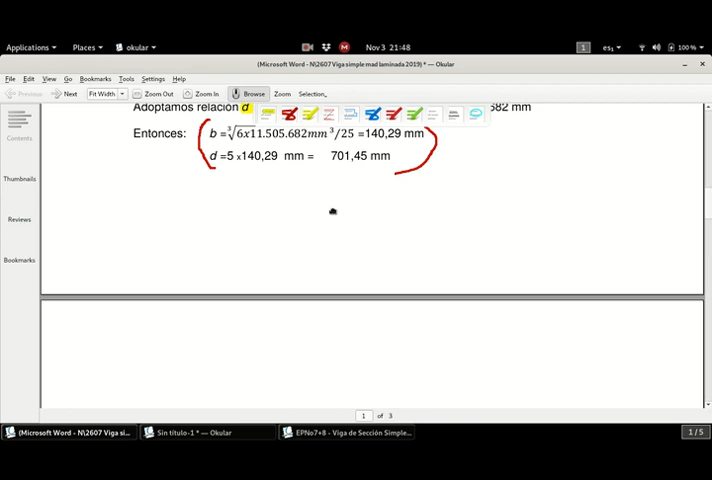 Applications Places okular Nov 3 21:48 1 es₁ 100 %
(Microsoft Word - N\2607 Viga simple mad laminada 2019) * — Okular
File Edit View Go Bookmarks Tools Settings Help
Previous Next Fit Width Zoom Out Zoom In Browse Zoom Selection
Contents
Thumbnails
Reviews
Bookmarks
Adoptamos relación d 582 mm
Entonces: b =∛6x11.505.682mm ³/25 =140,29 mm
d =5 x140,29 mm = 701,45 mm
1 of 3
(Microsoft Word - N\2607 Viga si... Sin título-1 * — Okular EPNo7+8 - Viga de Sección Simple... 1 / 5